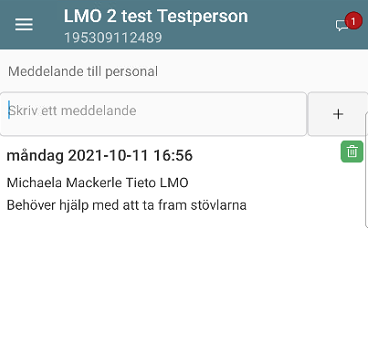 LMO 2 test Testperson
195309112489
1
Meddelande till personal
Skriv ett meddelande
+
måndag 2021-10-11 16:56
Michaela Mackerle Tieto LMO
Behöver hjälp med att ta fram stövlarna